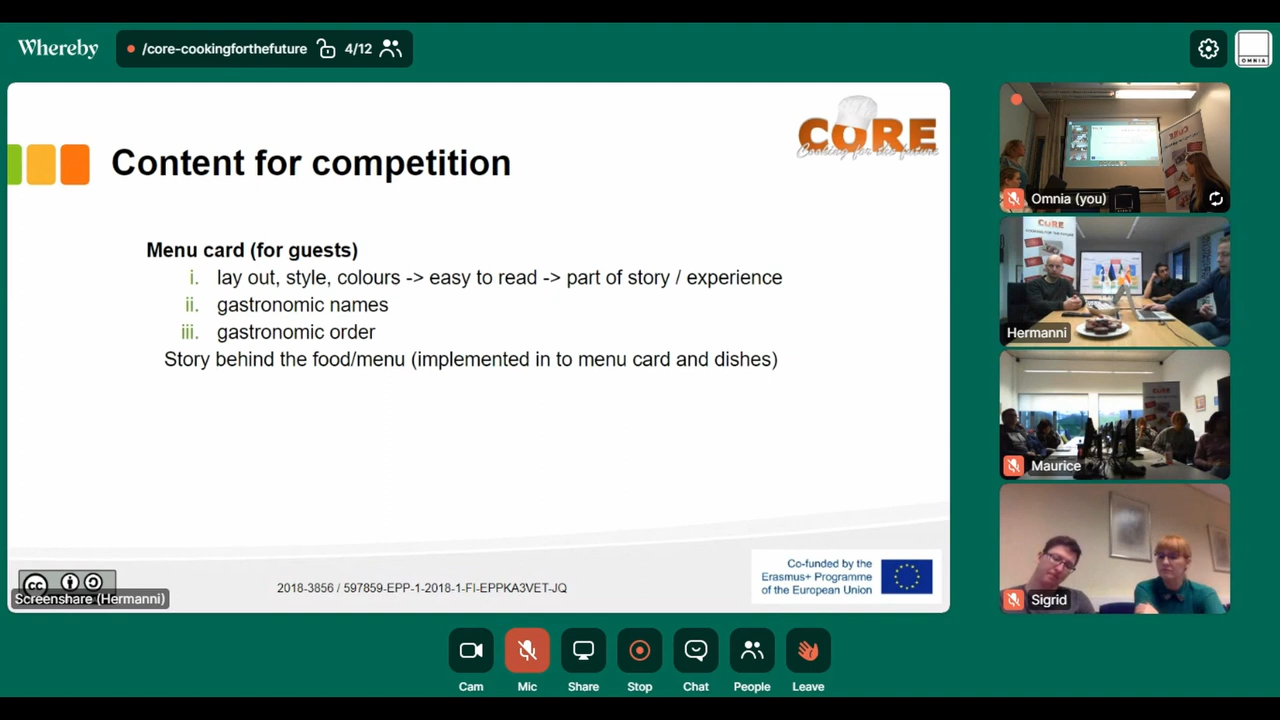 Whereby
/core-cookingforthefuture
4/12
OMNIA
CORE
Cooking for the future
Content for competition
Menu card (for guests)
i. lay out, style, colours -> easy to read -> part of story / experience
ii. gastronomic names
iii. gastronomic order
Story behind the food/menu (implemented in to menu card and dishes)
cc
Screenshare (Hermanni)
2018-3856 / 597859-EPP-1-2018-1-FI-EPPKA3VET-JQ
Co-funded by the
Erasmus+ Programme
of the European Union
Omnia (you)
CORE
Hermanni
Maurice
Sigrid
Cam
Mic
Share
Stop
Chat
People
Leave